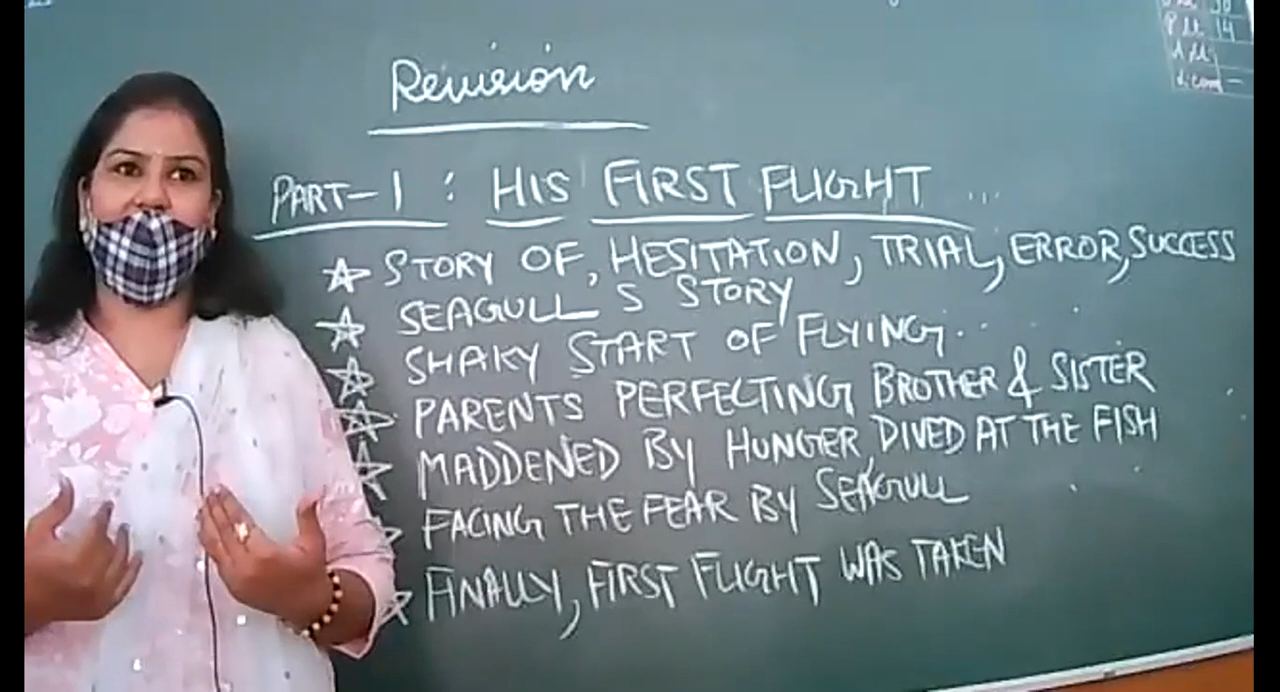 Revision
PART-1 : HIS FIRST FLIGHT ...
STORY OF, HESITATION, TRIAL, ERROR, SUCCESS
SEAGULL S STORY
SHAKY START OF FLYING..
PARENTS PERFECTING BROTHER & SISTER
MADDENED BY HUNGER, DIVED AT THE FISH
FACING THE FEAR BY SEAGULL
FINALLY, FIRST FLIGHT WAS TAKEN
14